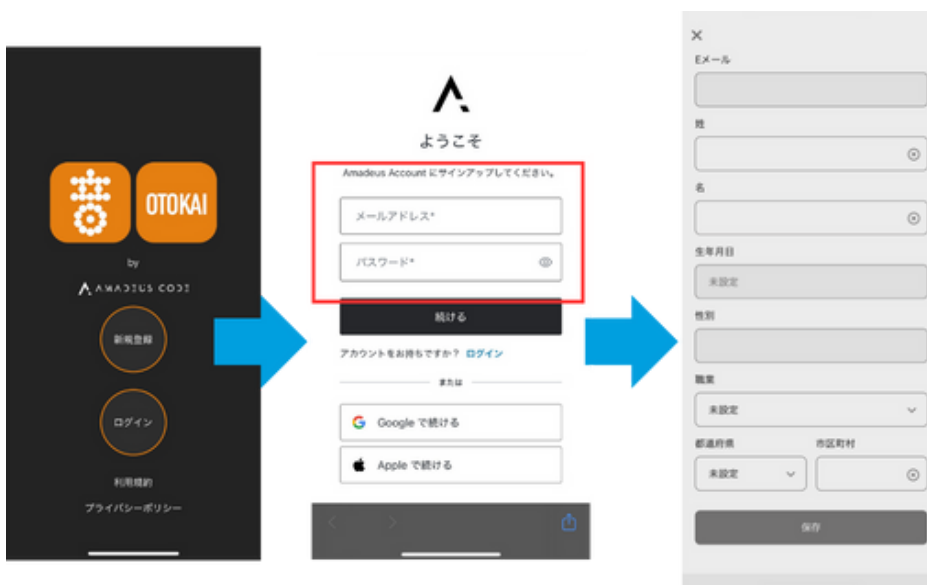 音
OTOKAI
by
AMADEUS CODE
新規登録
ログイン
利用規約
プライバシーポリシー
ようこそ
Amadeus Account にサインアップしてください。
メールアドレス*
パスワード*
続ける
アカウントをお持ちですか？ ログイン
または
Google で続ける
Apple で続ける
Eメール
姓
名
生年月日
未設定
性別
職業
未設定
都道府県 市区町村
未設定
保存